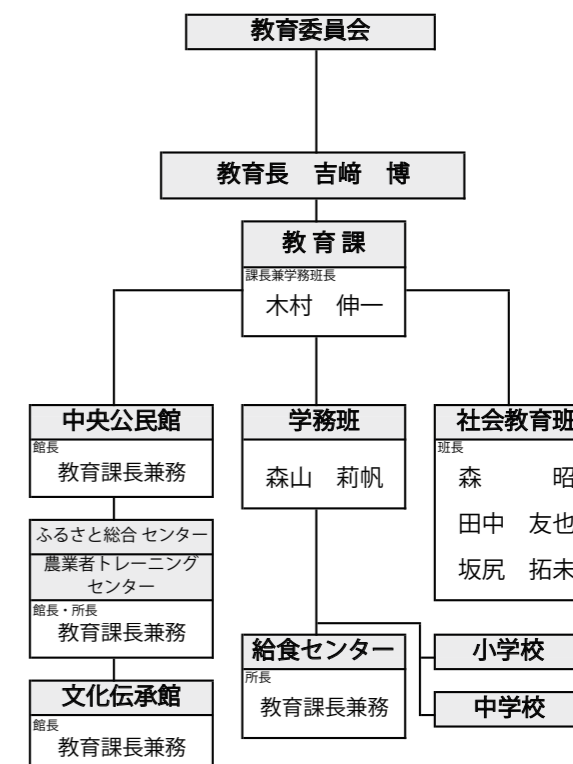 教育委員会
教育長　吉﨑　博
教育課
課長兼学務班長
木村　伸一
中央公民館
館長
教育課長兼務
ふるさと総合 センター
農業者トレーニング
センター
館長・所長
教育課長兼務
文化伝承館
館長
教育課長兼務
学務班
森山　莉帆
給食センター
所長
教育課長兼務
社会教育班
班長
森　昭
田中　友也
坂尻　拓未
小学校
中学校